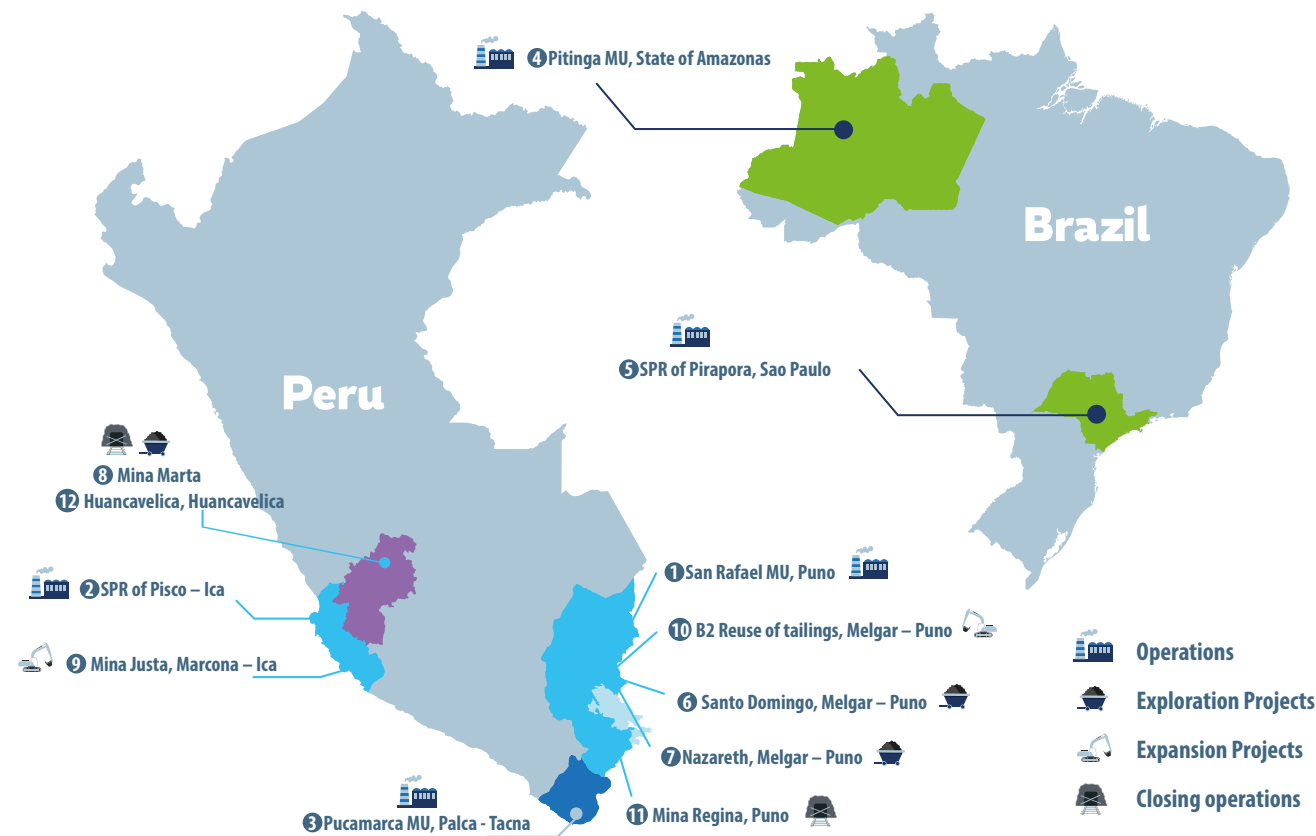 4 Pitinga MU, State of Amazonas
Brazil
5 SPR of Pirapora, Sao Paulo
Peru
8 Mina Marta
12 Huancavelica, Huancavelica
2 SPR of Pisco – Ica
9 Mina Justa, Marcona – Ica
3 Pucamarca MU, Palca - Tacna
1 San Rafael MU, Puno
10 B2 Reuse of tailings, Melgar – Puno
6 Santo Domingo, Melgar – Puno
7 Nazareth, Melgar – Puno
11 Mina Regina, Puno
Operations
Exploration Projects
Expansion Projects
Closing operations